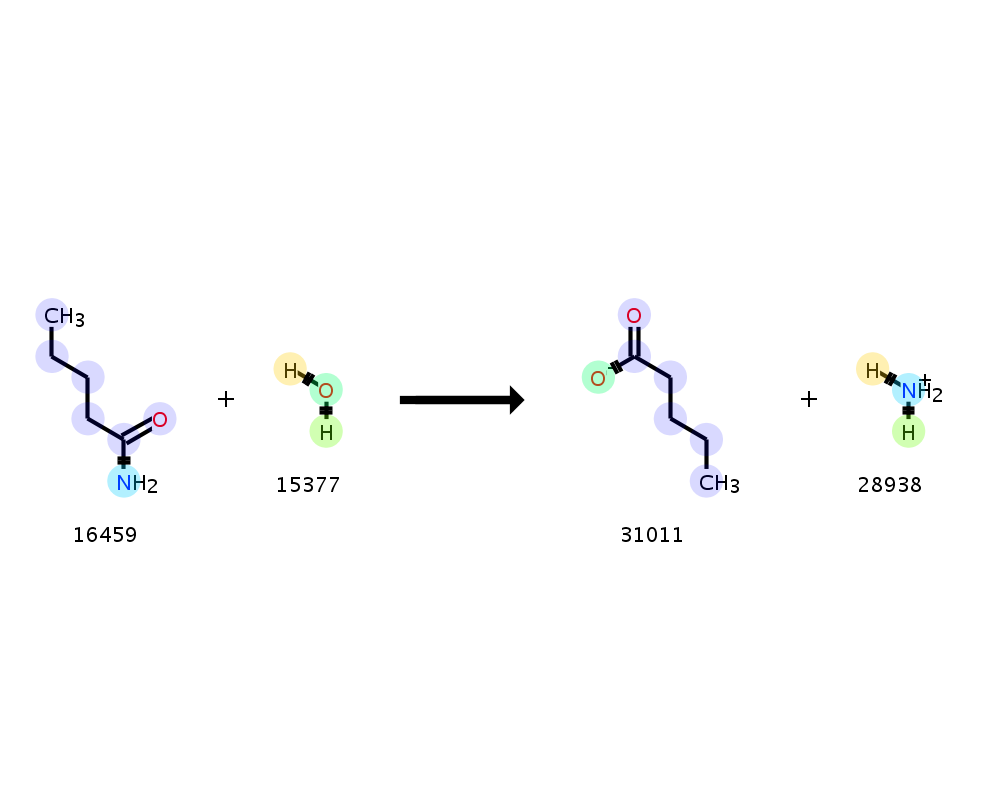 CH3 O NH2
16459
+
H O H
15377
O O- CH3
31011
+
H NH2+ H
28938